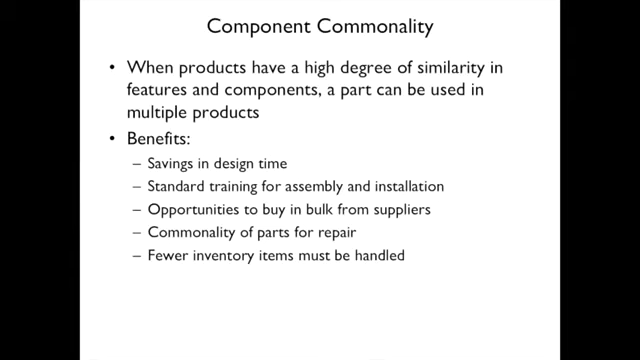 Component Commonality
• When products have a high degree of similarity in
features and components, a part can be used in
multiple products
• Benefits:
– Savings in design time
– Standard training for assembly and installation
– Opportunities to buy in bulk from suppliers
– Commonality of parts for repair
– Fewer inventory items must be handled